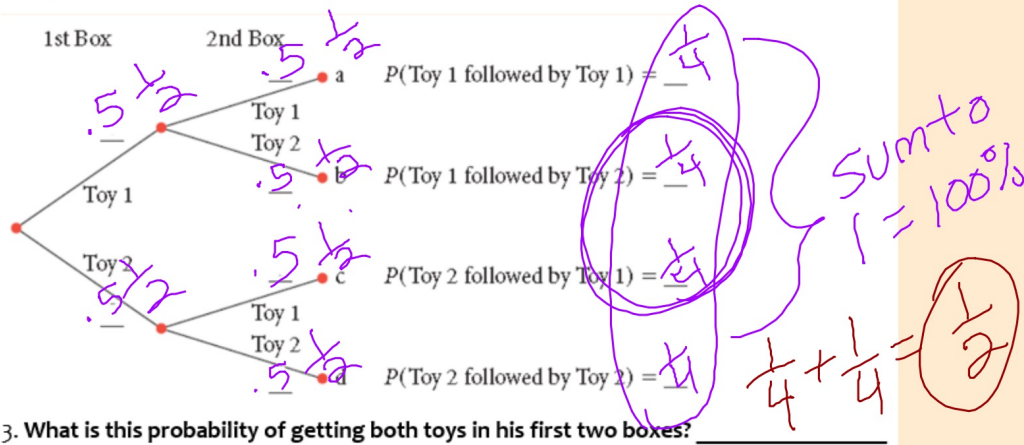 1st Box 2nd Box
.5 1/2
a P(Toy 1 followed by Toy 1) = 1/4
.5 1/2
Toy 1
Toy 2
.5 1/2
b P(Toy 1 followed by Toy 2) = 1/4
Toy 1
sum to
1 = 100%
Toy 2
.5 1/2
.5 1/2
c P(Toy 2 followed by Toy 1) = 1/4
Toy 1
Toy 2
.5 1/2
d P(Toy 2 followed by Toy 2) = 1/4
1/4 + 1/4 = 1/2
3. What is this probability of getting both toys in his first two boxes?